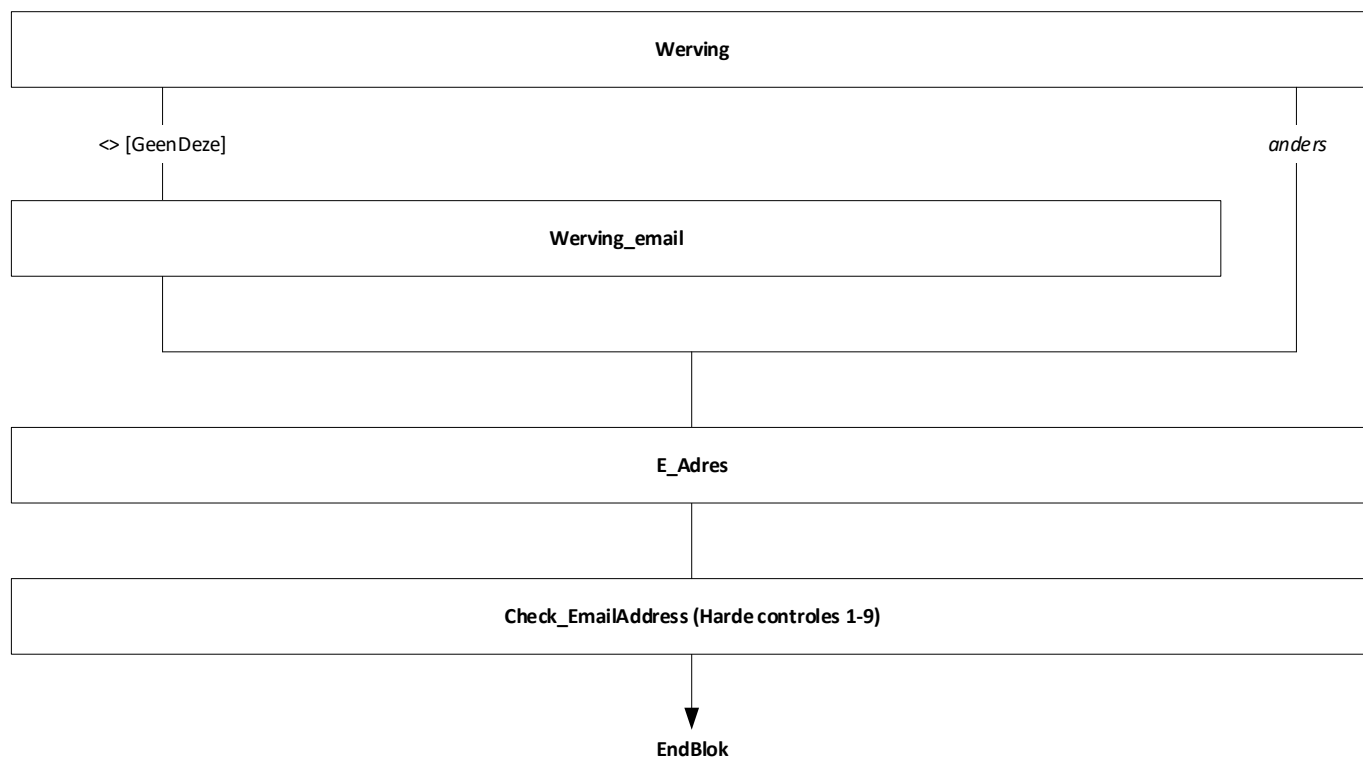 Werving
<> [GeenDeze]
anders
Werving_email
E_Adres
Check_EmailAddress (Harde controles 1-9)
EndBlok